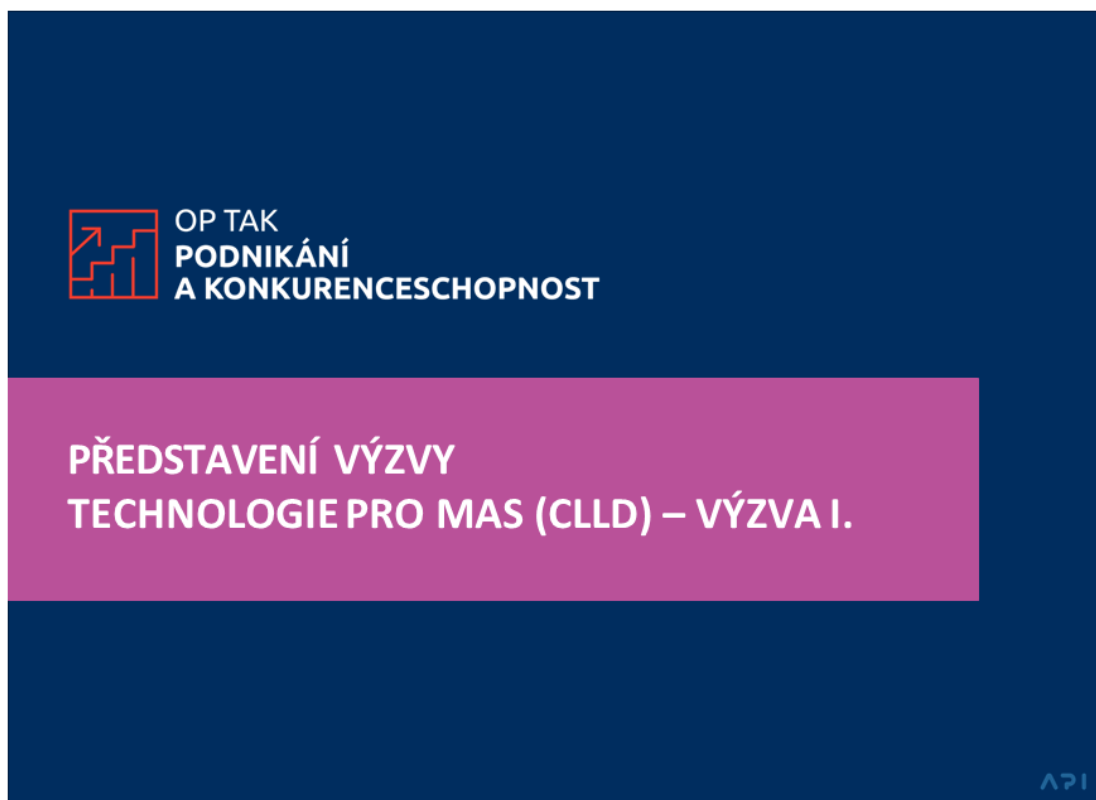 OP TAK
PODNIKÁNÍ
A KONKURENCESCHOPNOST
PŘEDSTAVENÍ VÝZVY
TECHNOLOGIE PRO MAS (CLLD) – VÝZVA I.
API